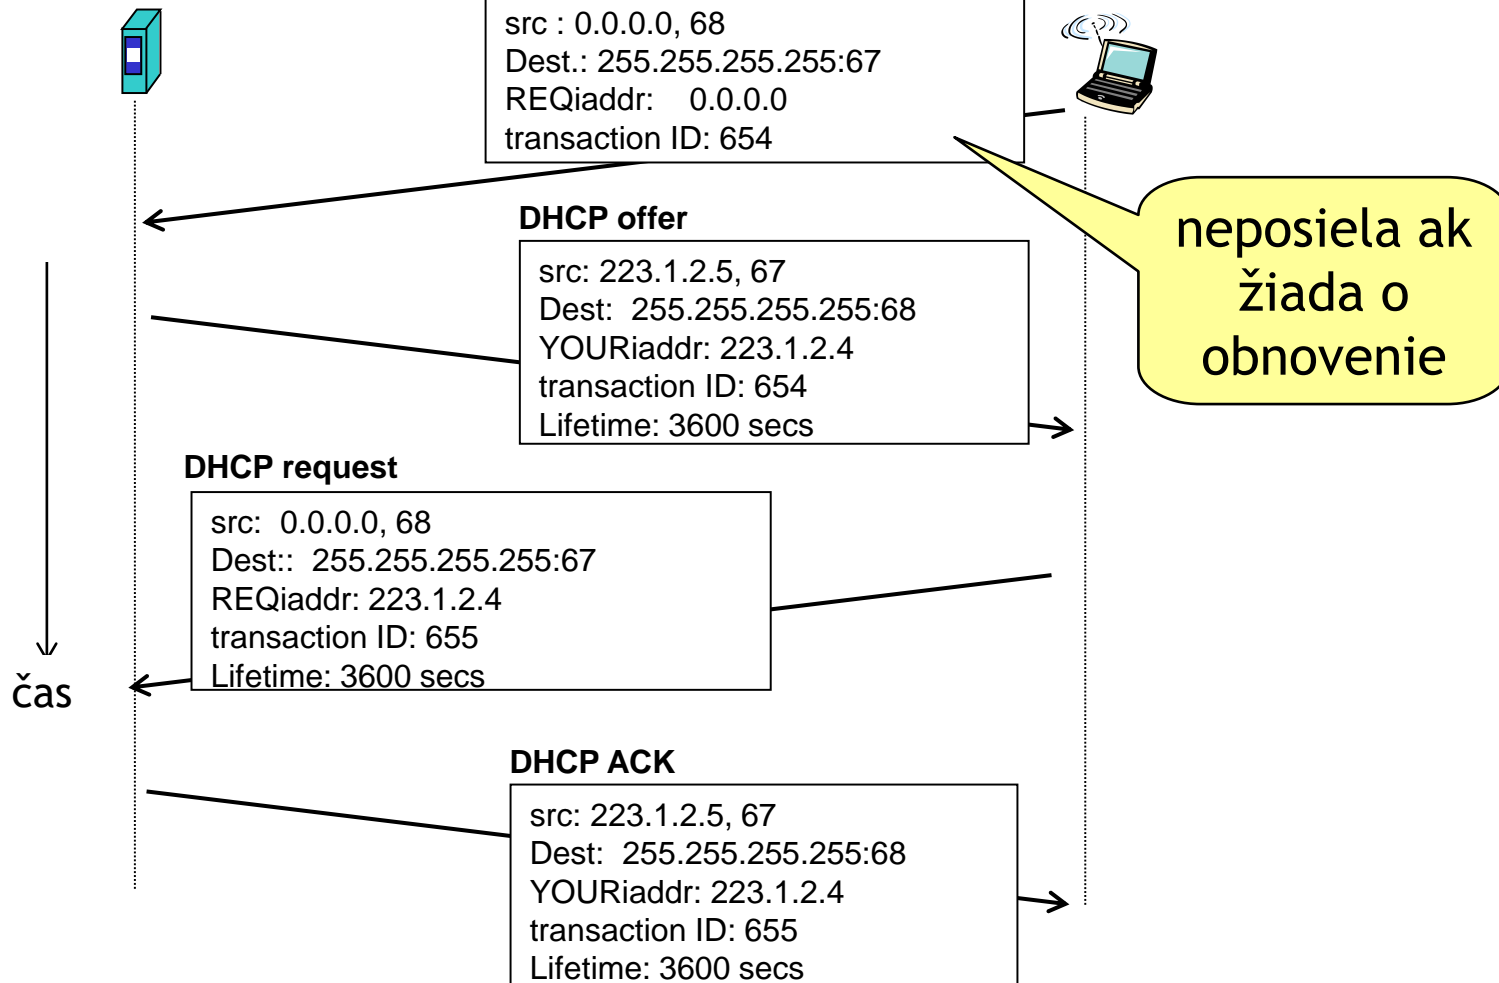 src : 0.0.0.0, 68
Dest.: 255.255.255.255:67
REQiaddr: 0.0.0.0
transaction ID: 654
neposiela ak
žiada o
obnovenie
DHCP offer
src: 223.1.2.5, 67
Dest: 255.255.255.255:68
YOURiaddr: 223.1.2.4
transaction ID: 654
Lifetime: 3600 secs
DHCP request
src: 0.0.0.0, 68
Dest:: 255.255.255.255:67
REQiaddr: 223.1.2.4
transaction ID: 655
Lifetime: 3600 secs
čas
DHCP ACK
src: 223.1.2.5, 67
Dest: 255.255.255.255:68
YOURiaddr: 223.1.2.4
transaction ID: 655
Lifetime: 3600 secs